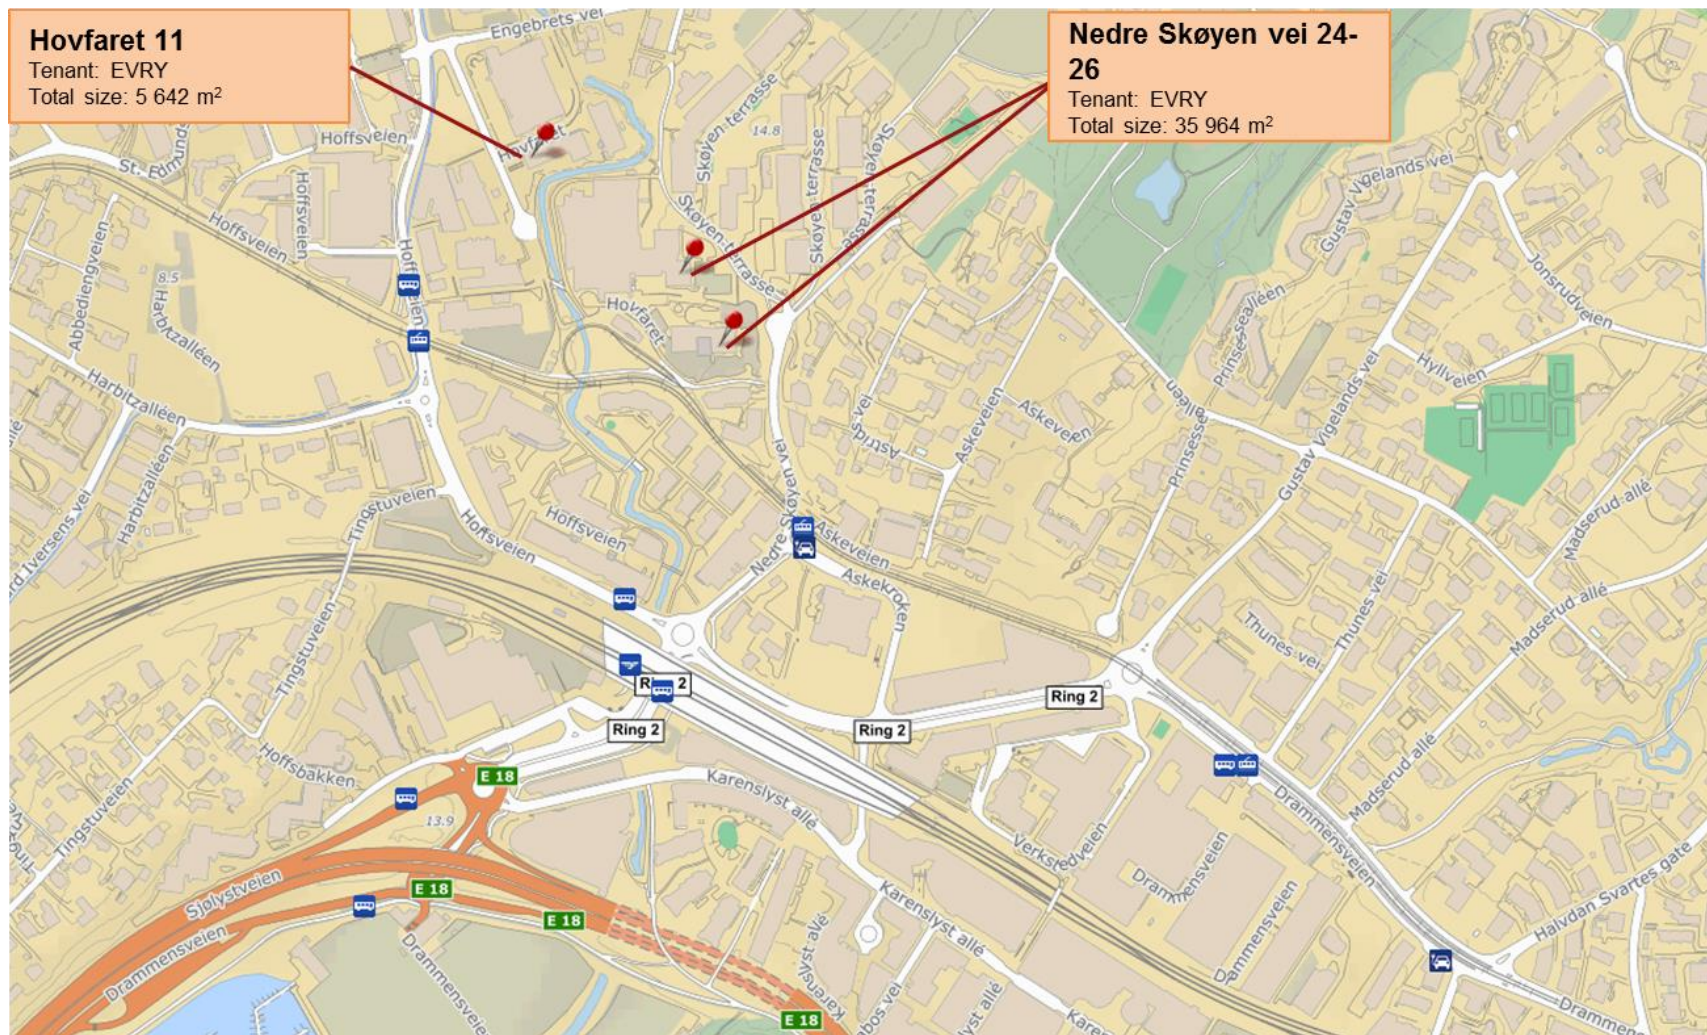 Hovfaret 11
Tenant: EVRY
Total size: 5 642 m²
Nedre Skøyen vei 24-
26
Tenant: EVRY
Total size: 35 964 m²
Engebrets vei
Hoffsveien
St. Edmunds
Hovfaret
Skøyen terrasse
14.8
Skøyen terrasse
Skøyen terrasse
Gustav Vigelands vei
Hoffsveien
Hoffsveien
Abbediengveien
8.5
Harbitzalléen
Hoffsveien
Skøyen terrasse
Hovfaret
Prinsessealléen
Jonsrudveien
Hyllveien
Harbitzalléen
Harbitzalléen
Tingstuveien
Astrids vei
Askeveien
Askeveien
Prinsessealléen
Gustav Vigelands vei
Madserud allé
Nedre Skøyen vei
Hoffsveien
Hoffsveien
Askeveien
Askekroken
Tingstuveien
Thunes vei
Thunes vei
Madserud allé
Ring 2
Ring 2
Ring 2
Ring 2
Hoffsbakken
E 18
Karenslyst allé
Madserud allé
Tingstuveien
13.9
Verkstedveien
Drammensveien
Drammensveien
Sjølystveien
E 18
E 18
Karenslyst allé
Halvdan Svartes gate
Drammensveien
Drammensveien
Drammensveien
E 18